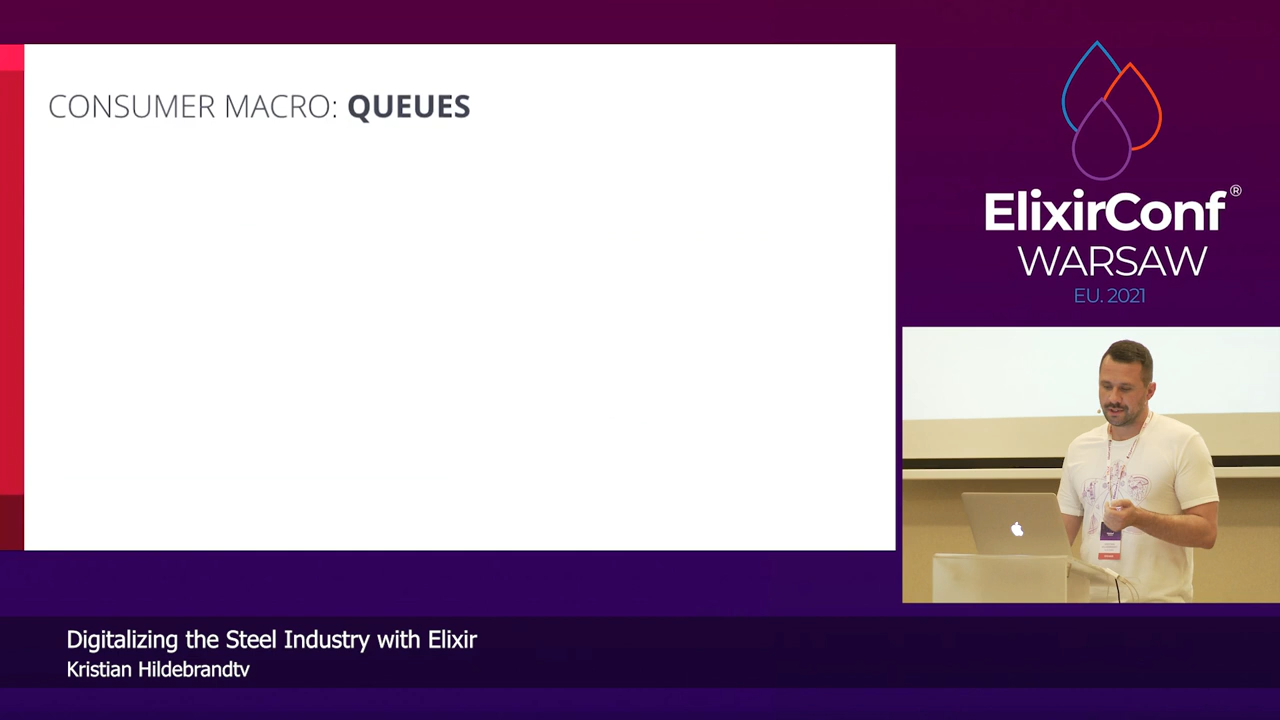 CONSUMER MACRO: QUEUES
ElixirConf®
WARSAW
EU. 2021
Digitalizing the Steel Industry with Elixir
Kristian Hildebrandtv